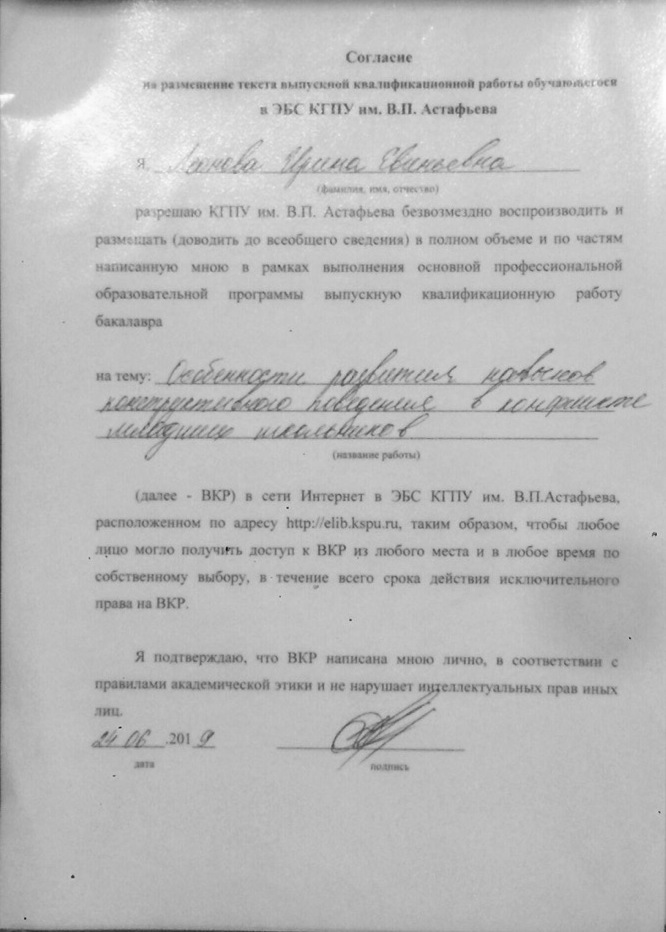 Согласие
на размещение текста выпускной квалификационной работы обучающегося
в ЭБС КГПУ им. В.П. Астафьева
Я, Леонова Ирина Евгеньевна
(фамилия, имя, отчество)
разрешаю КГПУ им. В.П. Астафьева безвозмездно воспроизводить и
размещать (доводить до всеобщего сведения) в полном объеме и по частям
написанную мною в рамках выполнения основной профессиональной
образовательной программы выпускную квалификационную работу
бакалавра
на тему: Особенности развития навыков
конструктивного поведения в конфликте
младших школьников
(название работы)
(далее - ВКР) в сети Интернет в ЭБС КГПУ им. В.П.Астафьева,
расположенном по адресу http://elib.kspu.ru, таким образом, чтобы любое
лицо могло получить доступ к ВКР из любого места и в любое время по
собственному выбору, в течение всего срока действия исключительного
права на ВКР.
Я подтверждаю, что ВКР написана мною лично, в соответствии с
правилами академической этики и не нарушает интеллектуальных прав иных
лиц.
24 06 .2019
дата подпись